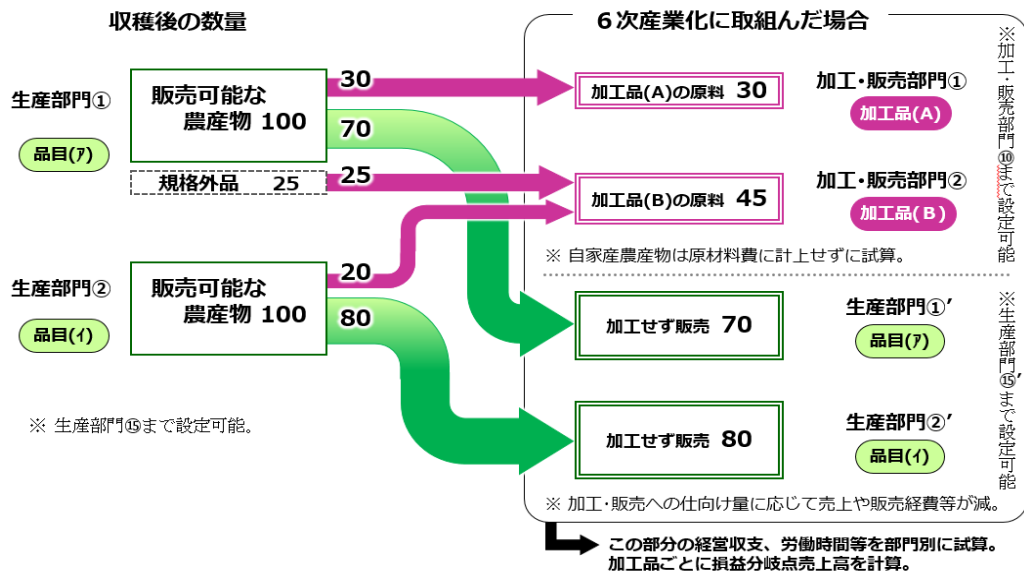 収穫後の数量
６次産業化に取組んだ場合
生産部門①
品目(ｱ)
販売可能な
農産物 100
規格外品 25
30
70
25
加工品(A)の原料 30
加工・販売部門①
加工品(A)
加工品(B)の原料 45
加工・販売部門②
加工品(B)
※加工・販売部門⑩まで設定可能
※ 自家産農産物は原材料費に計上せずに試算。
生産部門②
品目(ｲ)
販売可能な
農産物 100
20
80
加工せず販売 70
生産部門①′
品目(ｱ)
加工せず販売 80
生産部門②′
品目(ｲ)
※生産部門⑮′まで設定可能
※ 生産部門⑮まで設定可能。
※ 加工・販売への仕向け量に応じて売上や販売経費等が減。
この部分の経営収支、労働時間等を部門別に試算。
加工品ごとに損益分岐点売上高を計算。